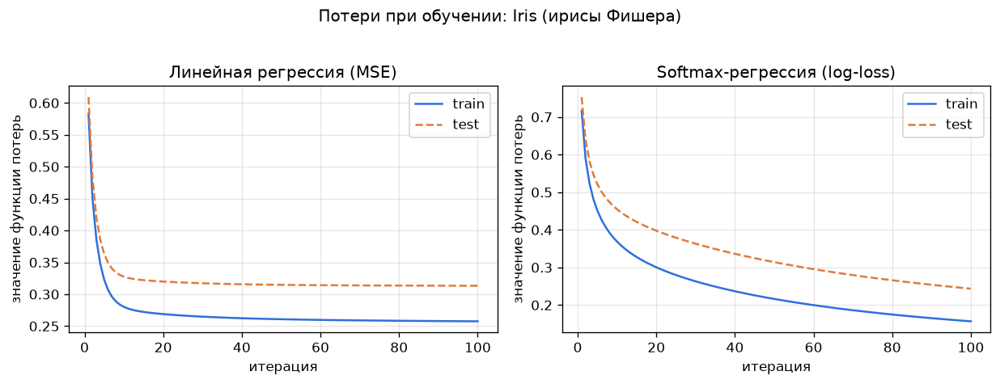 Потери при обучении: Iris (ирисы Фишера)
Линейная регрессия (MSE)
значение функции потерь
0.60
0.55
0.50
0.45
0.40
0.35
0.30
0.25
train
test
0 20 40 60 80 100
итерация
Softmax-регрессия (log-loss)
значение функции потерь
0.7
0.6
0.5
0.4
0.3
0.2
train
test
0 20 40 60 80 100
итерация